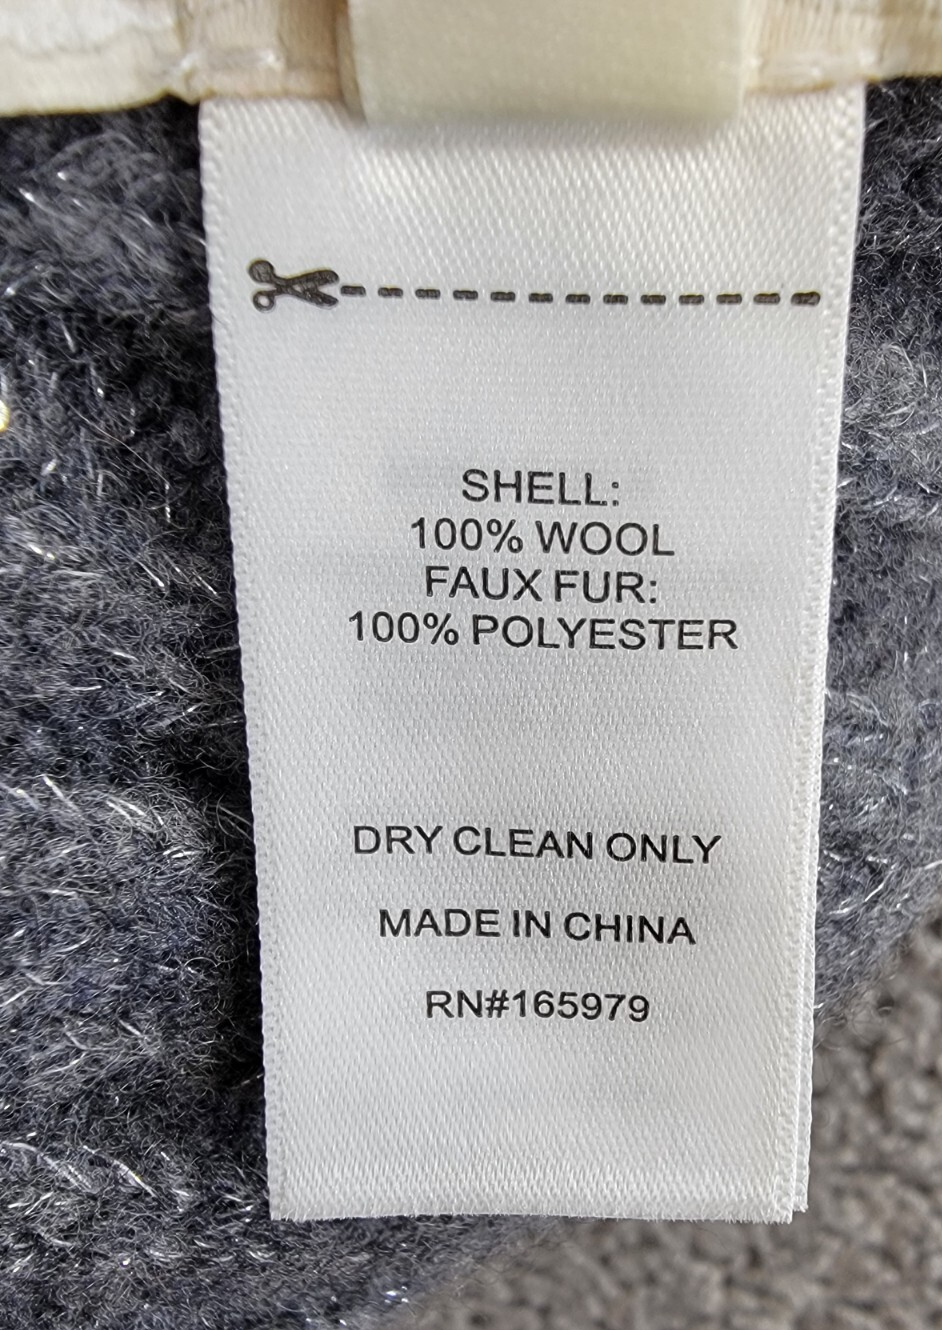 SHELL:
100% WOOL
FAUX FUR:
100% POLYESTER
DRY CLEAN ONLY
MADE IN CHINA
RN#165979